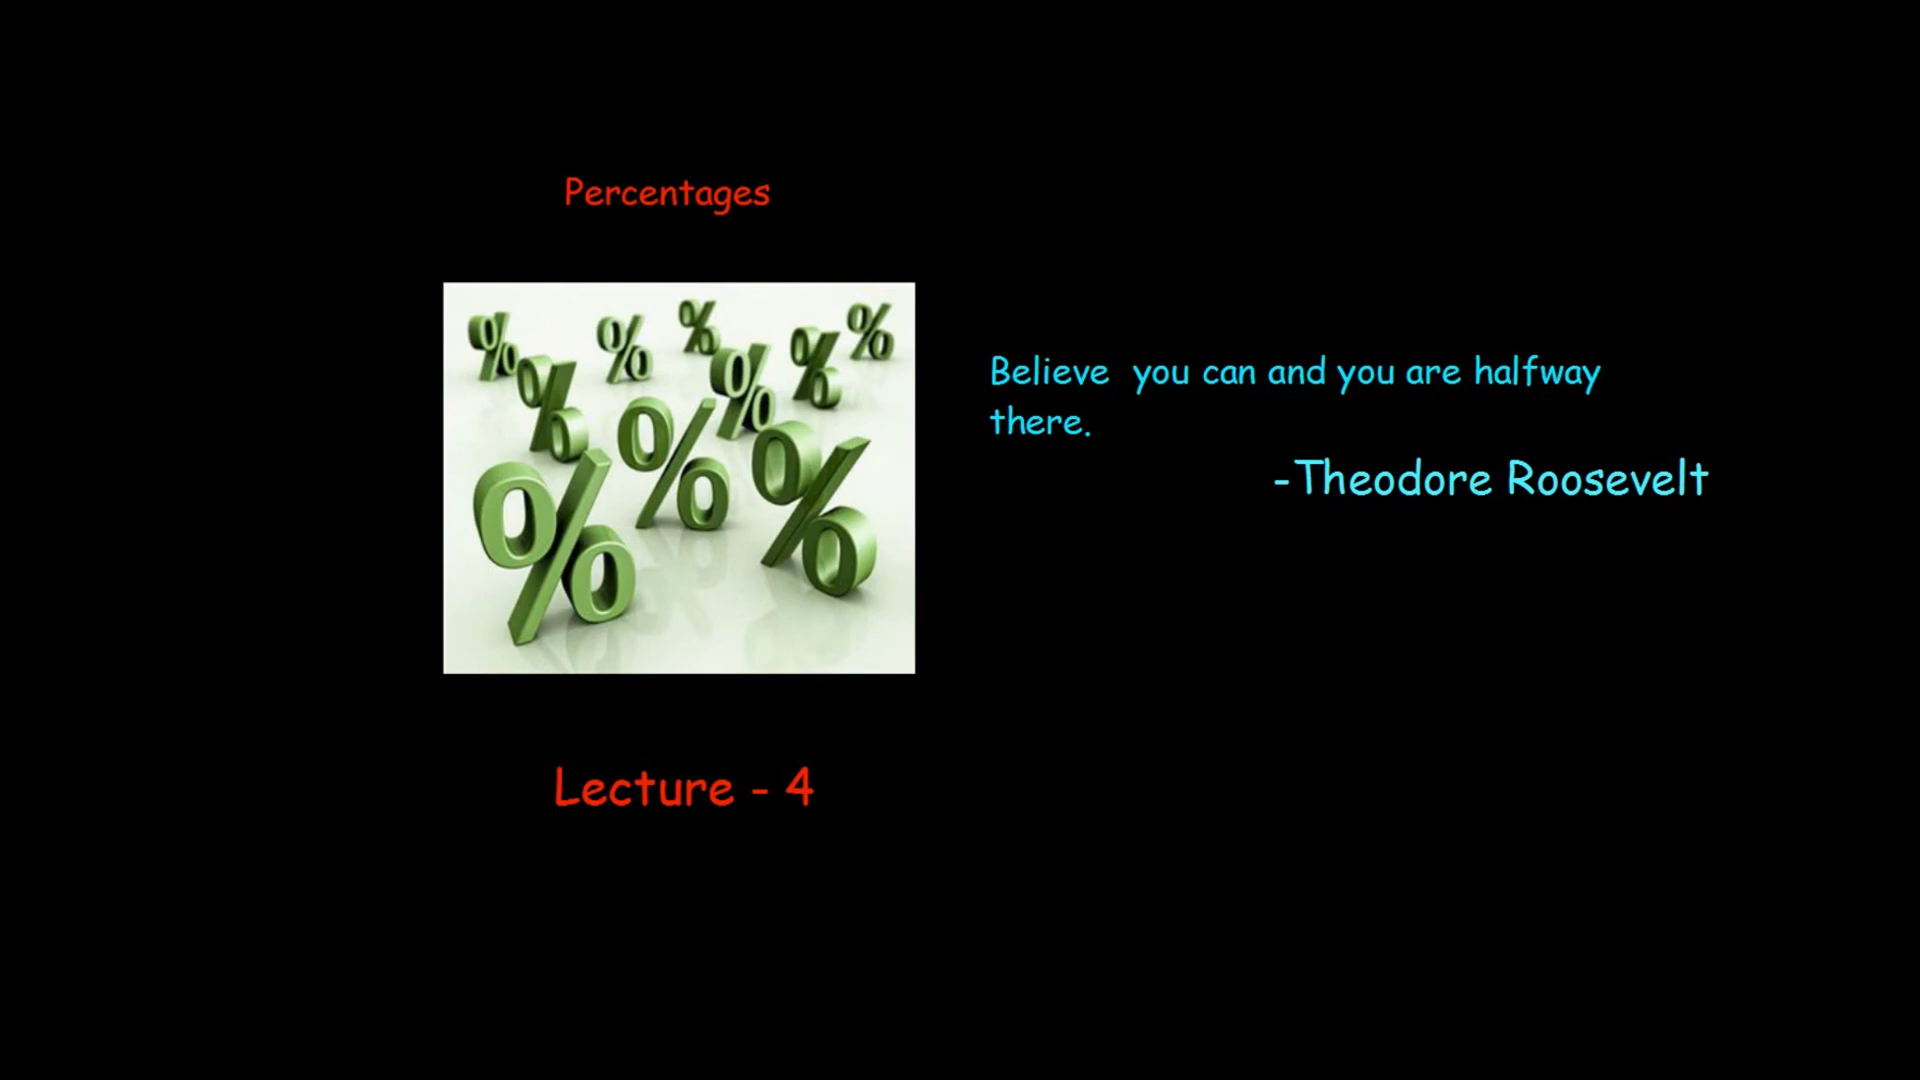 Percentages
% % % % % % % % % %
Believe you can and you are halfway
there.
-Theodore Roosevelt
Lecture - 4